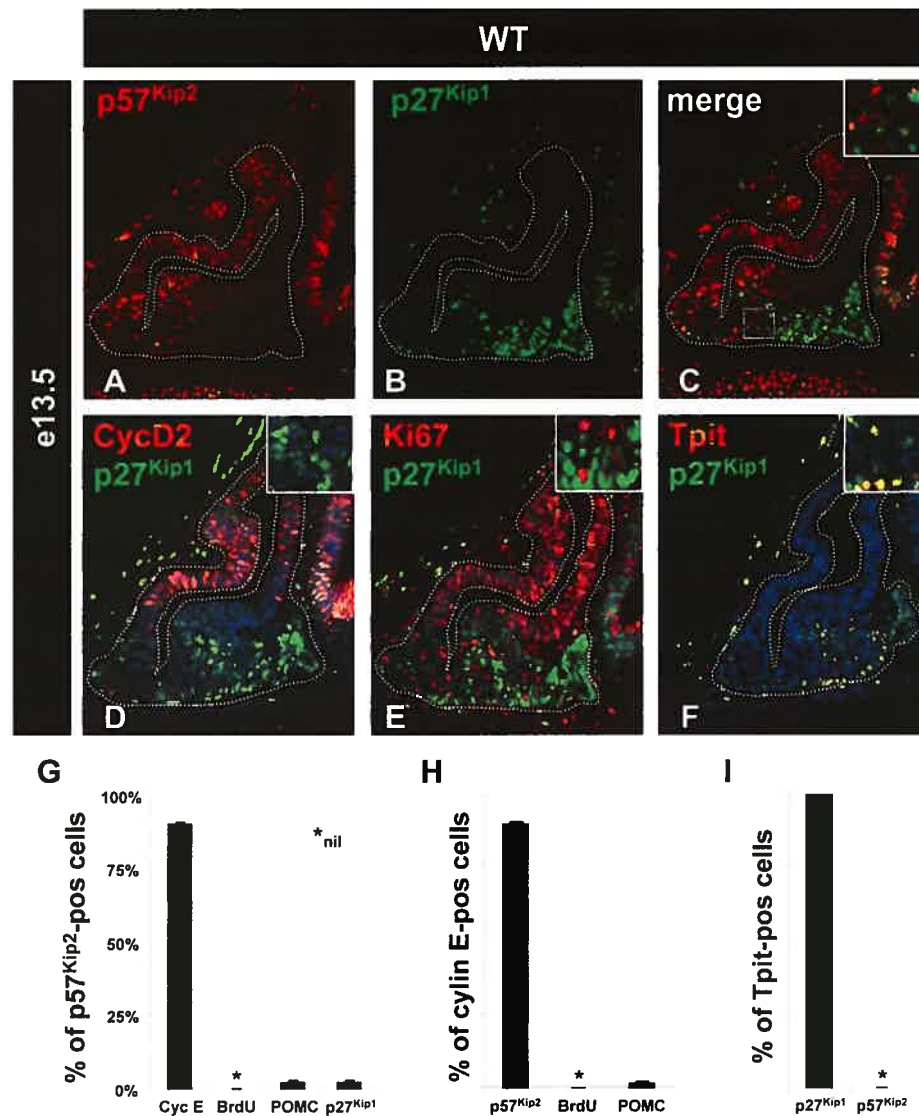 WT
e13.5
p57Kip2
p27Kip1
merge
A
B
C
CycD2
p27Kip1
Ki67
p27Kip1
Tpit
p27Kip1
D
E
F
G
H
I
% of p57Kip2-pos cells
100%
75%
50%
25%
0%
*nil
*
Cyc E
BrdU
POMC
p27Kip1
% of cylin E-pos cells
*
p57Kip2
BrdU
POMC
% of Tpit-pos cells
*
p27Kip1
p57Kip2